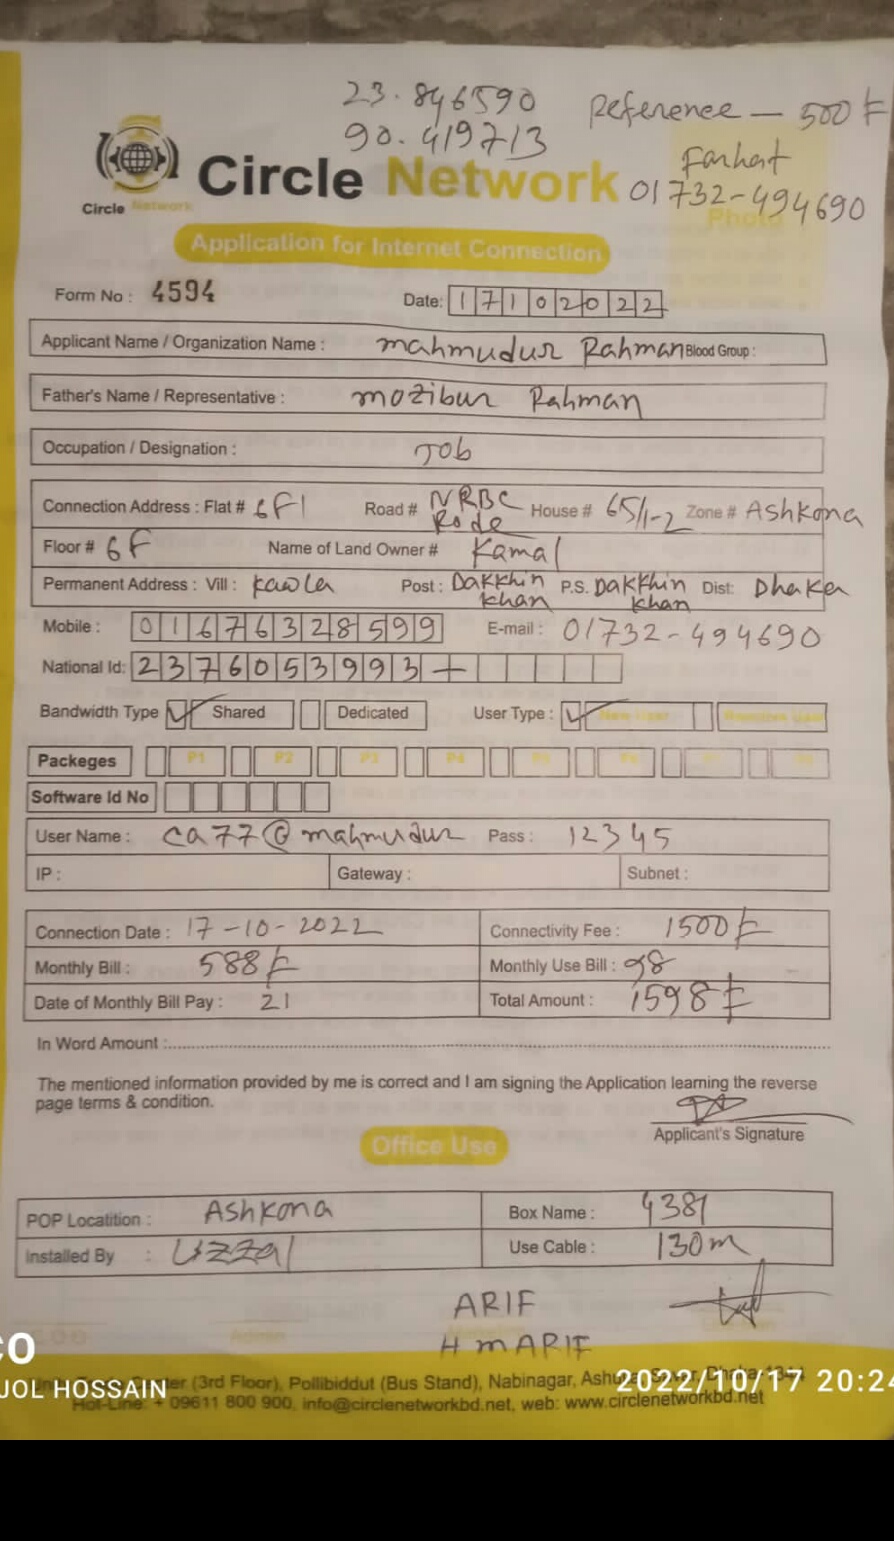 23.846590 Reference — 500 ৳
90.419713 Farhat
Circle Network 01732-494690
Circle Network Photo
Application for Internet Connection
Form No : 4594 Date: 17102022
Applicant Name / Organization Name : mahmudur Rahman Blood Group :
Father's Name / Representative : mozibur Rahman
Occupation / Designation : Job
Connection Address : Flat # 6F1 Road # NRBC Rode House # 65/1-2 Zone # Ashkona
Floor # 6F Name of Land Owner # Kamal
Permanent Address : Vill : Kawla Post : Dakkhin khan P.S. Dakkhin khan Dist: Dhaka
Mobile : 01676328599 E-mail : 01732-494690
National Id: 2376053993
Bandwidth Type Shared Dedicated User Type : New User
Packeges P1 P2 P3 P4 P5 P6
Software Id No
User Name : ca77@mahmudur Pass : 12345
IP : Gateway : Subnet :
Connection Date : 17-10-2022 Connectivity Fee : 1500 ৳
Monthly Bill : 588 ৳ Monthly Use Bill : 98
Date of Monthly Bill Pay : 21 Total Amount : 1598 ৳
In Word Amount :
The mentioned information provided by me is correct and I am signing the Application learning the reverse
page terms & condition.
Applicant's Signature
Office Use
POP Locatition : Ashkona Box Name : 4381
Installed By : Uzzal Use Cable : 130m
ARIF
H m ARIF
CO
JOL HOSSAIN 2022/10/17 20:24
(3rd Floor), Pollibiddut (Bus Stand), Nabinagar,
Hot-Line: + 09611 800 900, info@circlenetworkbd.net, web: www.circlenetworkbd.net